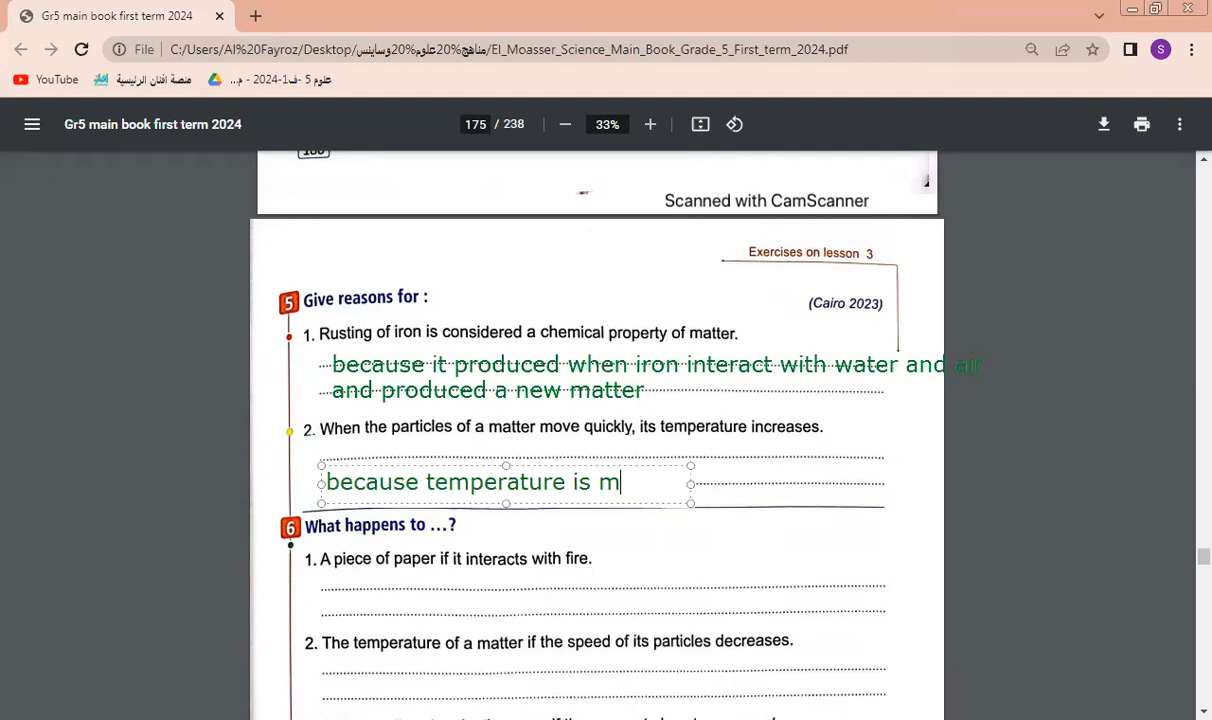 Gr5 main book first term 2024
File
C:/Users/Al%20Fayroz/Desktop/مناهج%20علوم%20وساينس/El_Moasser_Science_Main_Book_Grade_5_First_term_2024.pdf
S
YouTube
منصة افنان الرئيسية
علوم 5 -ف1-2024 - م...
Gr5 main book first term 2024
175 / 238
33%
Scanned with CamScanner
Exercises on lesson 3
5 Give reasons for :
(Cairo 2023)
1. Rusting of iron is considered a chemical property of matter.
because it produced when iron interact with water and air
and produced a new matter
2. When the particles of a matter move quickly, its temperature increases.
because temperature is m
6 What happens to ...?
1. A piece of paper if it interacts with fire.
2. The temperature of a matter if the speed of its particles decreases.